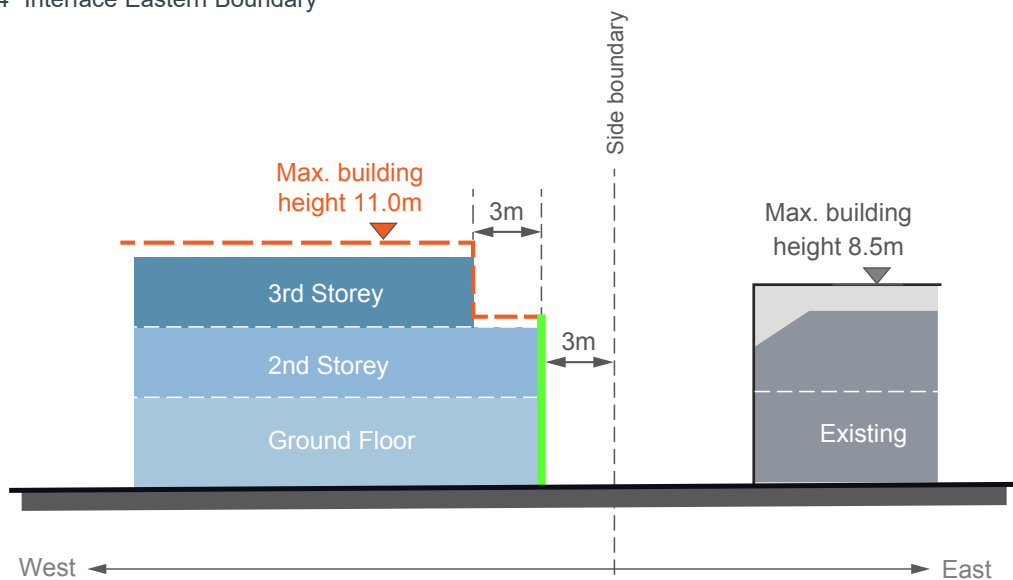 4 Interface Eastern Boundary
Side boundary
Max. building
height 11.0m
3m
Max. building
height 8.5m
3rd Storey
3m
2nd Storey
Ground Floor
Existing
West
East